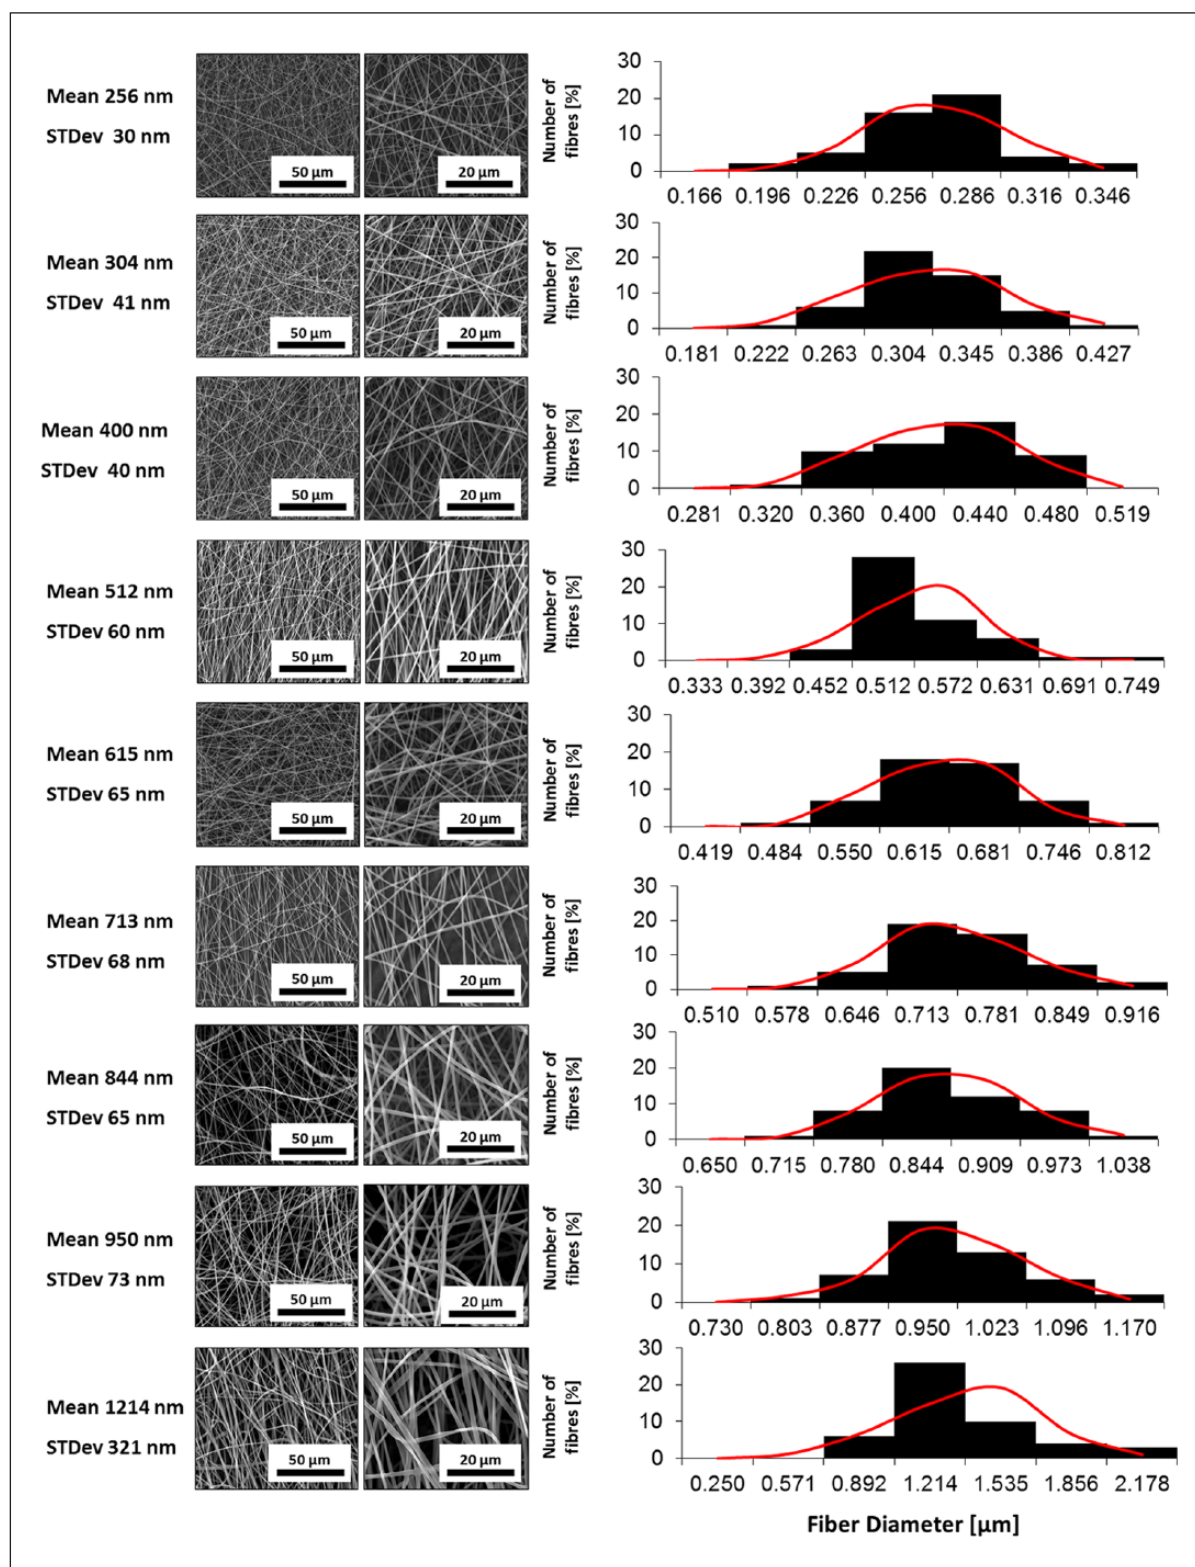 Mean 256 nm
STDev 30 nm
50 µm
20 µm
Number of
fibres [%]
30
20
10
0
0.166 0.196 0.226 0.256 0.286 0.316 0.346
Mean 304 nm
STDev 41 nm
50 µm
20 µm
Number of
fibres [%]
30
20
10
0
0.181 0.222 0.263 0.304 0.345 0.386 0.427
Mean 400 nm
STDev 40 nm
50 µm
20 µm
Number of
fibres [%]
30
20
10
0
0.281 0.320 0.360 0.400 0.440 0.480 0.519
Mean 512 nm
STDev 60 nm
50 µm
20 µm
Number of
fibres [%]
30
20
10
0
0.333 0.392 0.452 0.512 0.572 0.631 0.691 0.749
Mean 615 nm
STDev 65 nm
50 µm
20 µm
Number of
fibres [%]
30
20
10
0
0.419 0.484 0.550 0.615 0.681 0.746 0.812
Mean 713 nm
STDev 68 nm
50 µm
20 µm
Number of
fibres [%]
30
20
10
0
0.510 0.578 0.646 0.713 0.781 0.849 0.916
Mean 844 nm
STDev 65 nm
50 µm
20 µm
Number of
fibres [%]
30
20
10
0
0.650 0.715 0.780 0.844 0.909 0.973 1.038
Mean 950 nm
STDev 73 nm
50 µm
20 µm
Number of
fibres [%]
30
20
10
0
0.730 0.803 0.877 0.950 1.023 1.096 1.170
Mean 1214 nm
STDev 321 nm
50 µm
20 µm
Number of
fibres [%]
30
20
10
0
0.250 0.571 0.892 1.214 1.535 1.856 2.178
Fiber Diameter [µm]